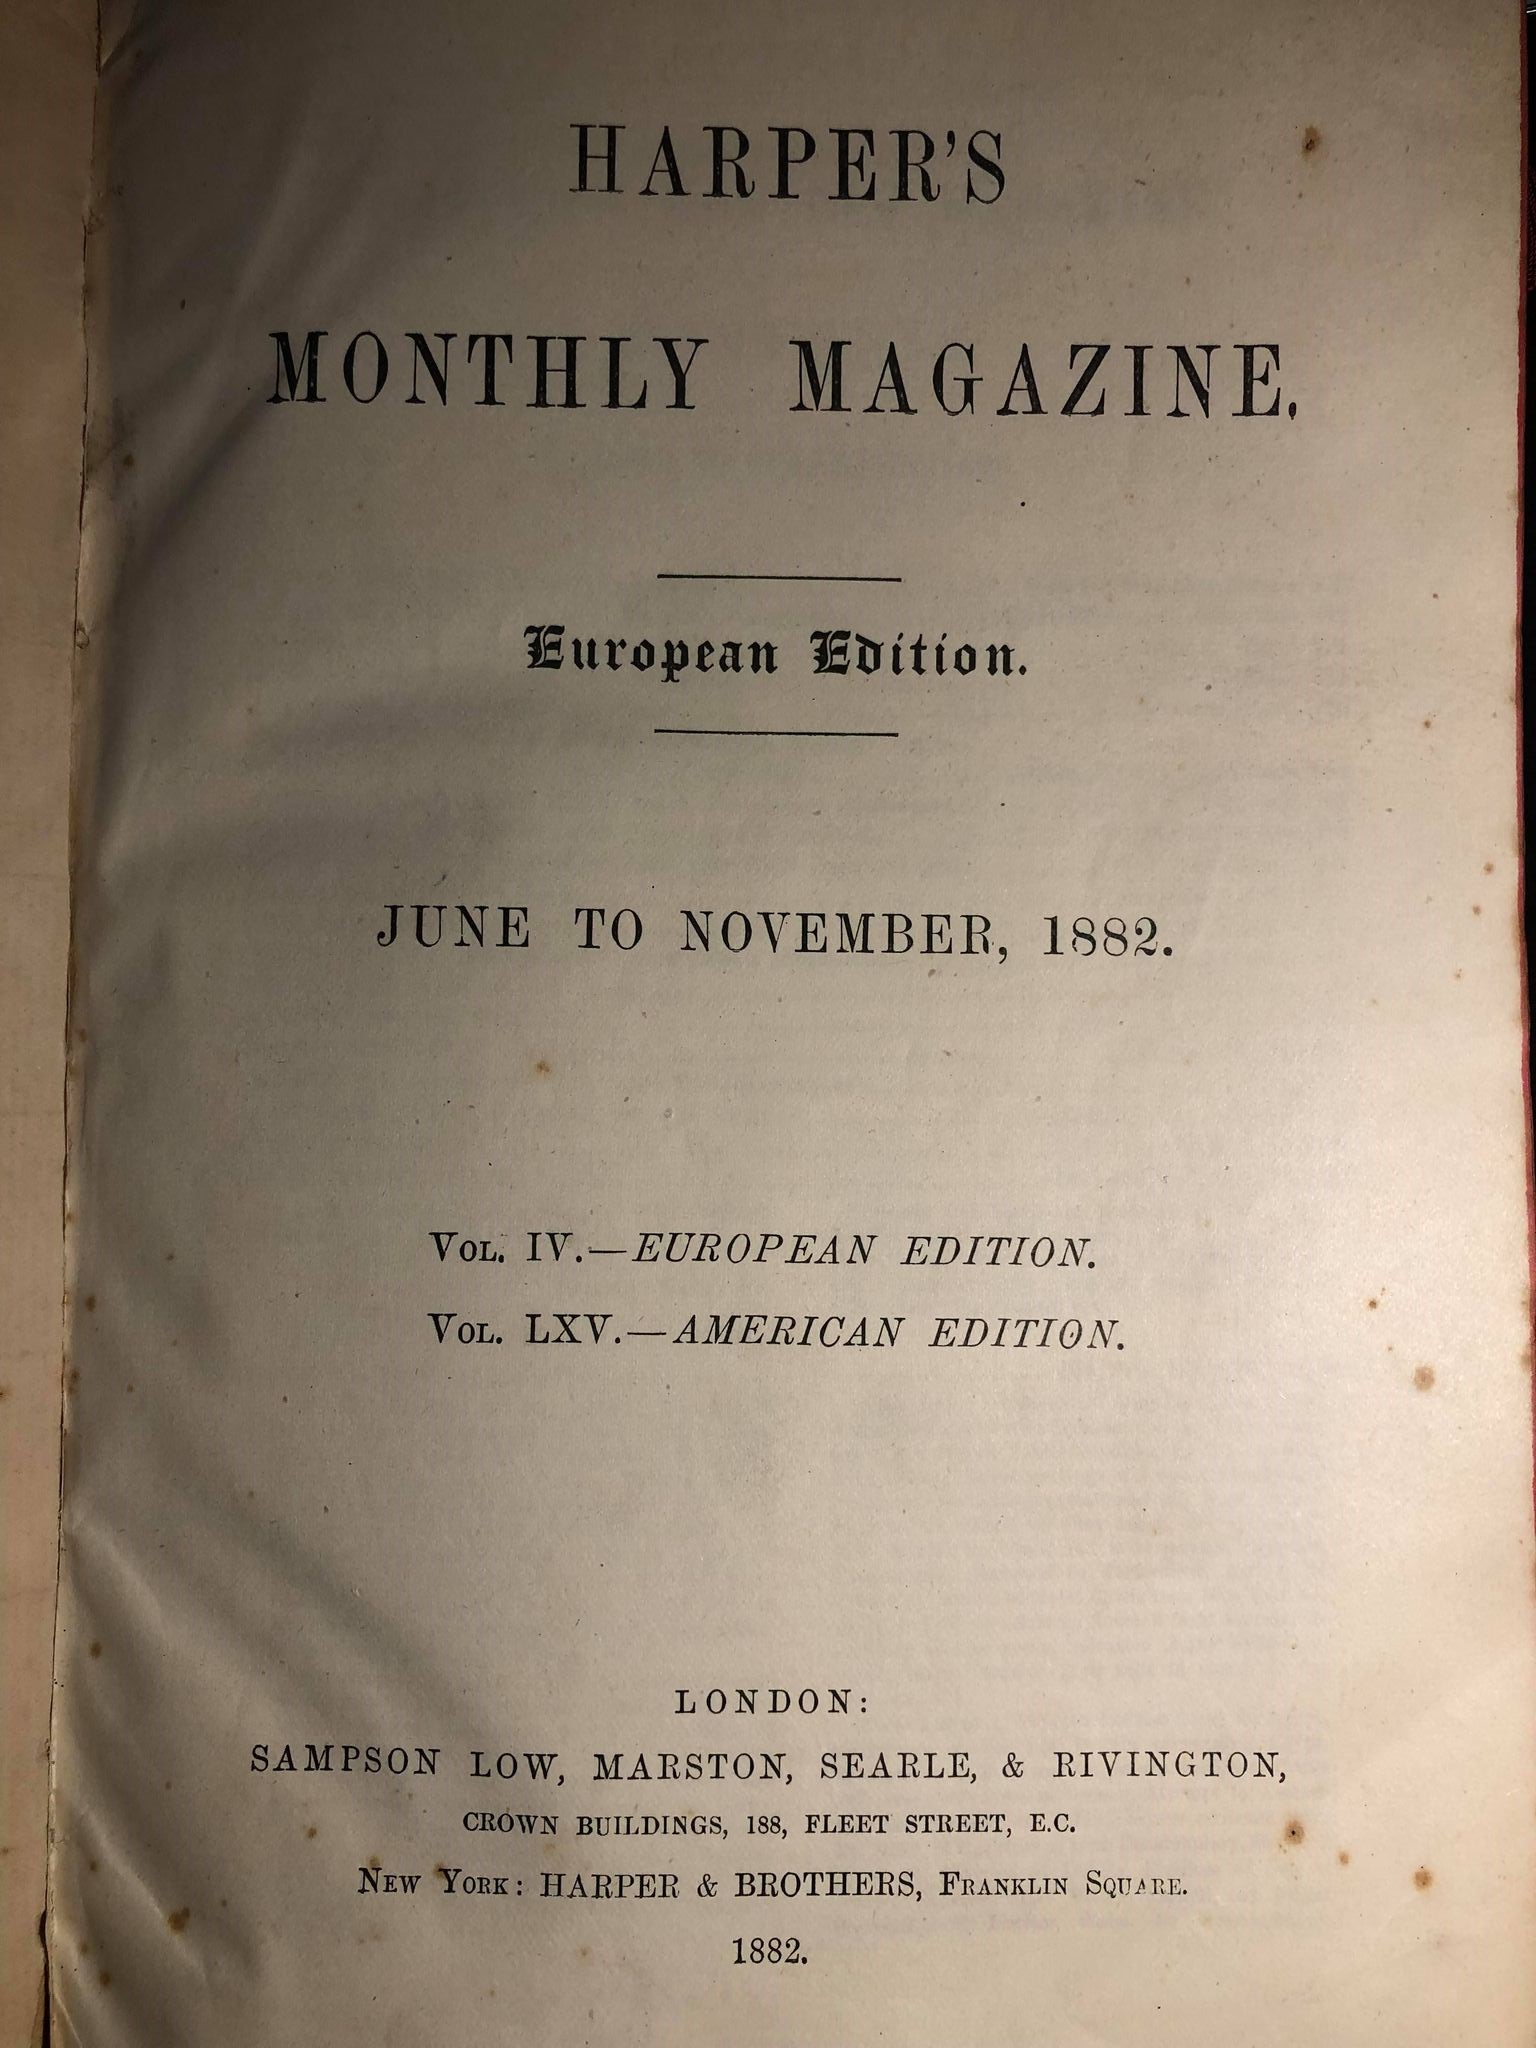 HARPER'S
MONTHLY MAGAZINE.
European Edition.
JUNE TO NOVEMBER, 1882.
VOL. IV.—EUROPEAN EDITION.
VOL. LXV.—AMERICAN EDITION.
LONDON:
SAMPSON LOW, MARSTON, SEARLE, & RIVINGTON,
CROWN BUILDINGS, 188, FLEET STREET, E.C.
NEW YORK: HARPER & BROTHERS, FRANKLIN SQUARE.
1882.